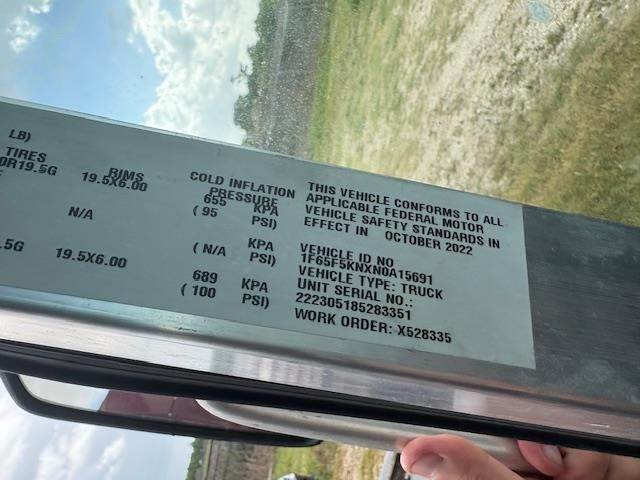 LB)
TIRES RIMS COLD INFLATION PRESSURE
0R19.5G 19.5X6.00 655 KPA
( 95 PSI)
N/A ( N/A KPA
PSI)
.5G 19.5X6.00 689 KPA
( 100 PSI)
THIS VEHICLE CONFORMS TO ALL
APPLICABLE FEDERAL MOTOR
VEHICLE SAFETY STANDARDS IN
EFFECT IN OCTOBER 2022
VEHICLE ID NO
1F65F5KNXN0A15691
VEHICLE TYPE: TRUCK
UNIT SERIAL NO.:
222305185283351
WORK ORDER: X528335